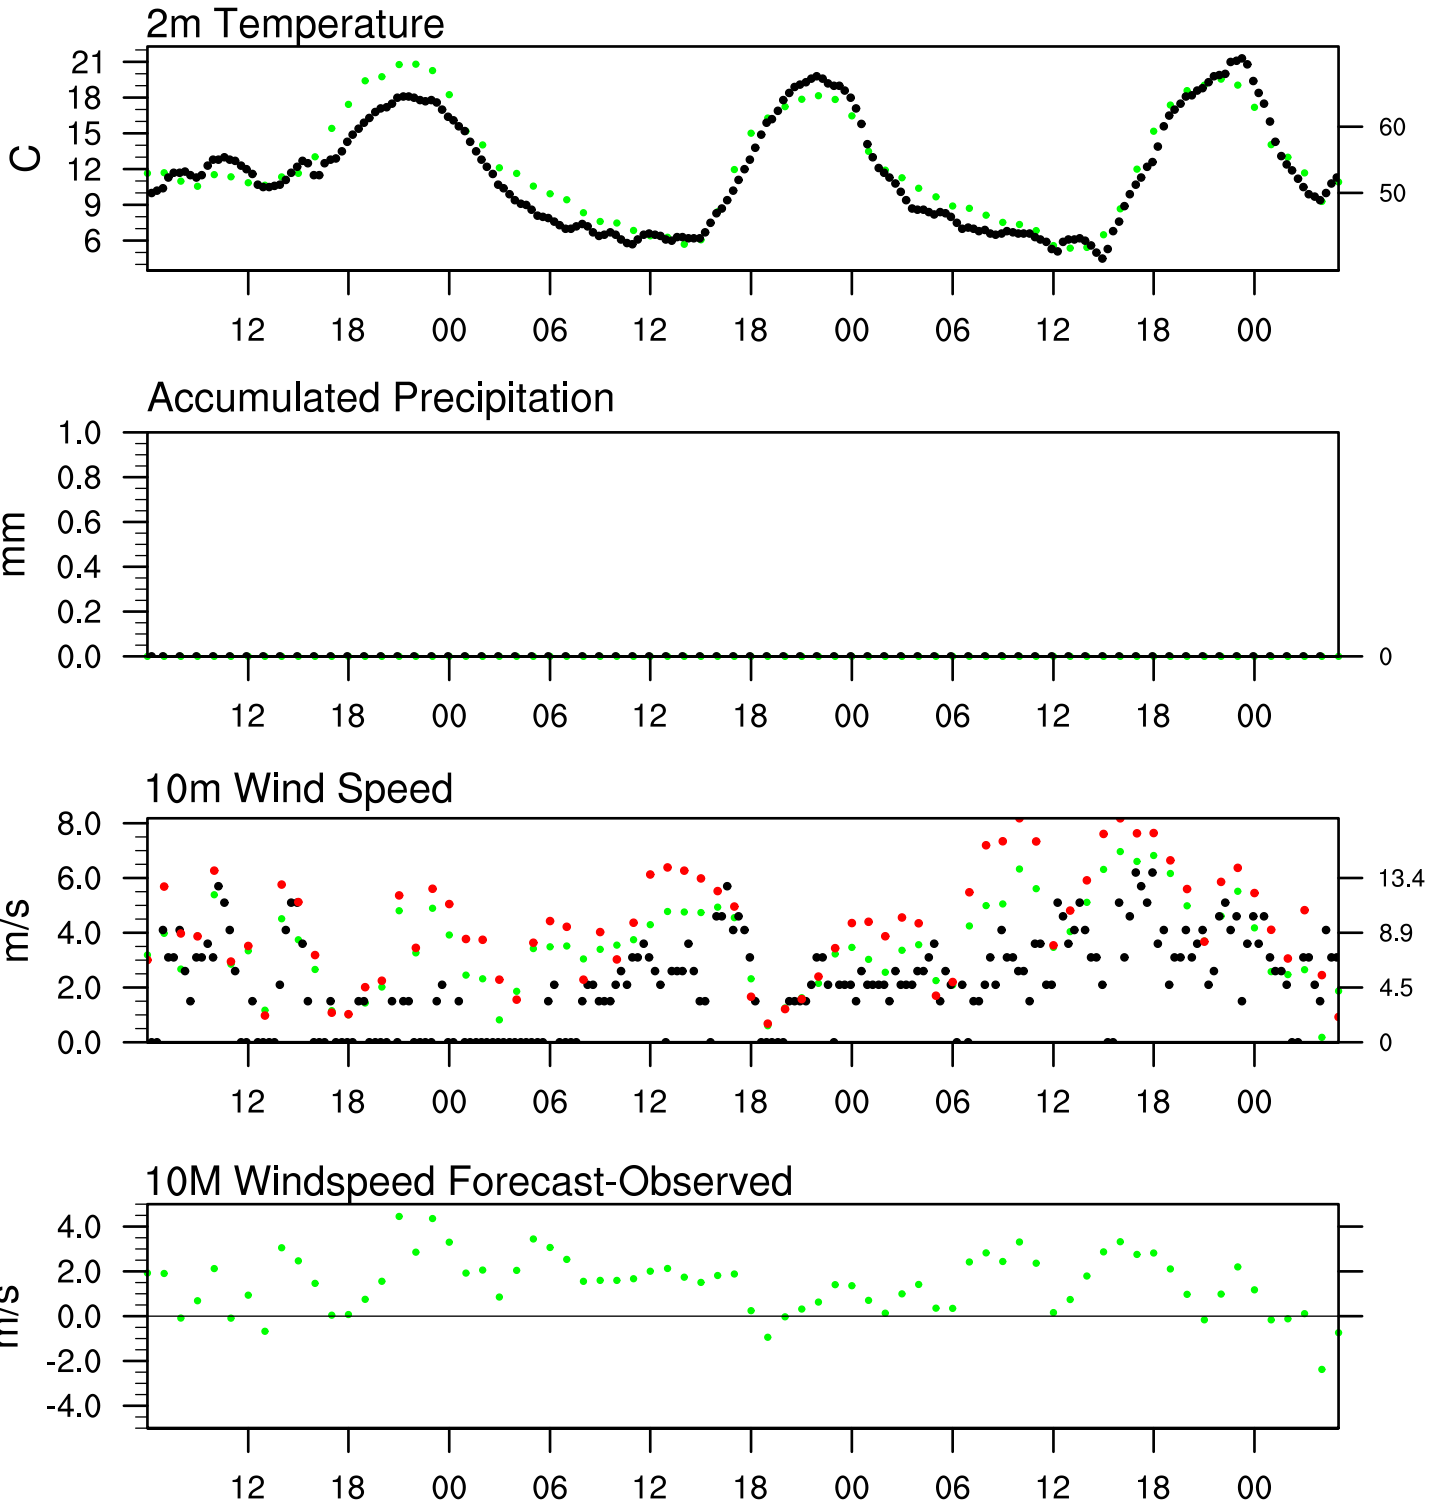 2m Temperature
21
18
15
12
9
6
C
60
50
12 18 00 06 12 18 00 06 12 18 00
Accumulated Precipitation
1.0
0.8
0.6
0.4
0.2
0.0
mm
0
12 18 00 06 12 18 00 06 12 18 00
10m Wind Speed
8.0
6.0
4.0
2.0
0.0
m/s
13.4
8.9
4.5
0
12 18 00 06 12 18 00 06 12 18 00
10M Windspeed Forecast-Observed
4.0
2.0
0.0
-2.0
-4.0
m/s
12 18 00 06 12 18 00 06 12 18 00